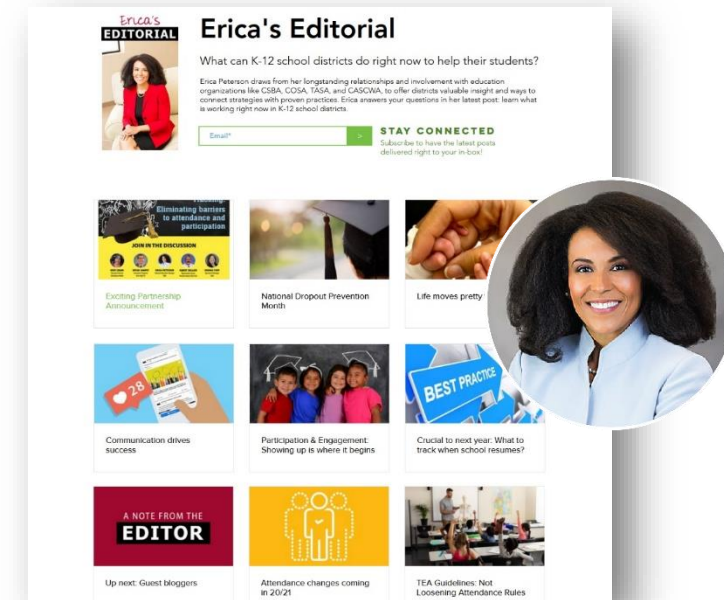 Erica's
EDITORIAL
Erica's Editorial
What can K-12 school districts do right now to help their students?
Erica Peterson draws from her longstanding relationships and involvement with education
organizations like CSBA, COSA, TASA, and CASCWA, to offer districts valuable insight and ways to
connect strategies with proven practices. Erica answers your questions in her latest post: learn what
is working right now in K-12 school districts.
Email*
>
STAY CONNECTED
Subscribe to have the latest posts
delivered right to your in-box!
Eliminating barriers
to attendance and
participation
JOIN IN THE DISCUSSION
Exciting Partnership
Announcement
National Dropout Prevention
Month
Life moves pretty
28
Communication drives
success
Participation & Engagement:
Showing up is where it begins
BEST PRACTICE
Crucial to next year: What to
track when school resumes?
A NOTE FROM THE
EDITOR
Up next: Guest bloggers
Attendance changes coming
in 20/21
TEA Guidelines: Not
Loosening Attendance Rules